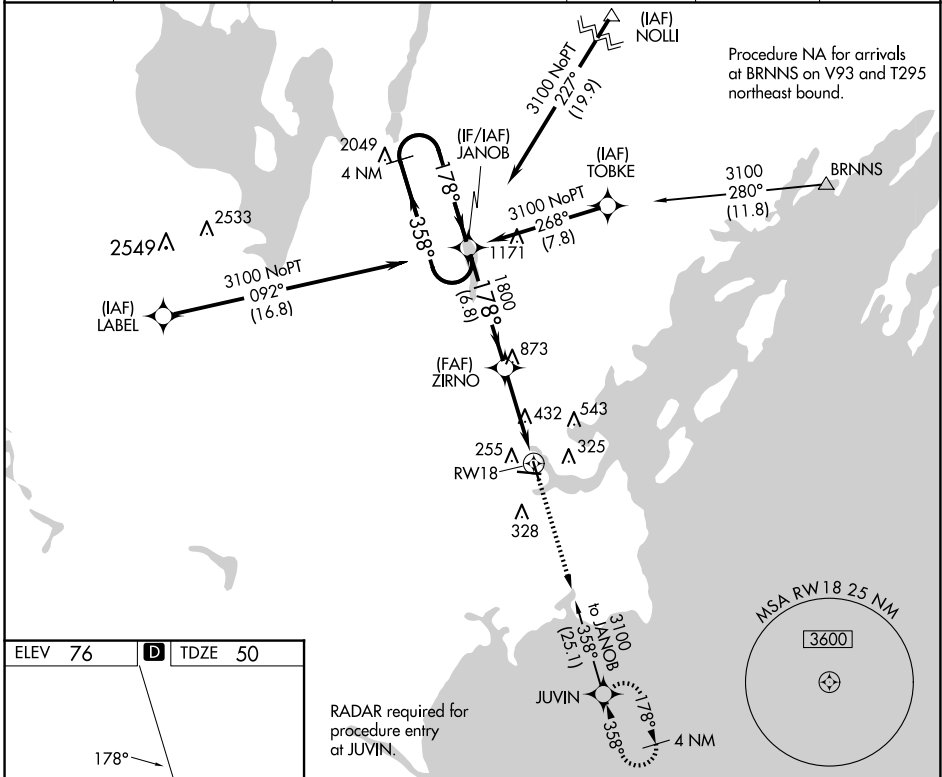 (IAF)
NOLLI
Procedure NA for arrivals
at BRNNS on V93 and T295
northeast bound.
3100 NoPT
227°
(19.9)
2049
4 NM
(IF/IAF)
JANOB
(IAF)
TOBKE
BRNNS
3100
280°
(11.8)
178°
358°
3100 NoPT
268°
(7.8)
1171
2533
2549
3100 NoPT
092°
(16.8)
(IAF)
LABEL
1800
178°
(6.8)
873
(FAF)
ZIRNO
432
543
255
325
RW18
328
MSA RW18 25 NM
3600
3100
to JANOB
358°
(25.1)
JUVIN
178°
358°
4 NM
ELEV 76
D
TDZE 50
178°
RADAR required for
procedure entry
at JUVIN.